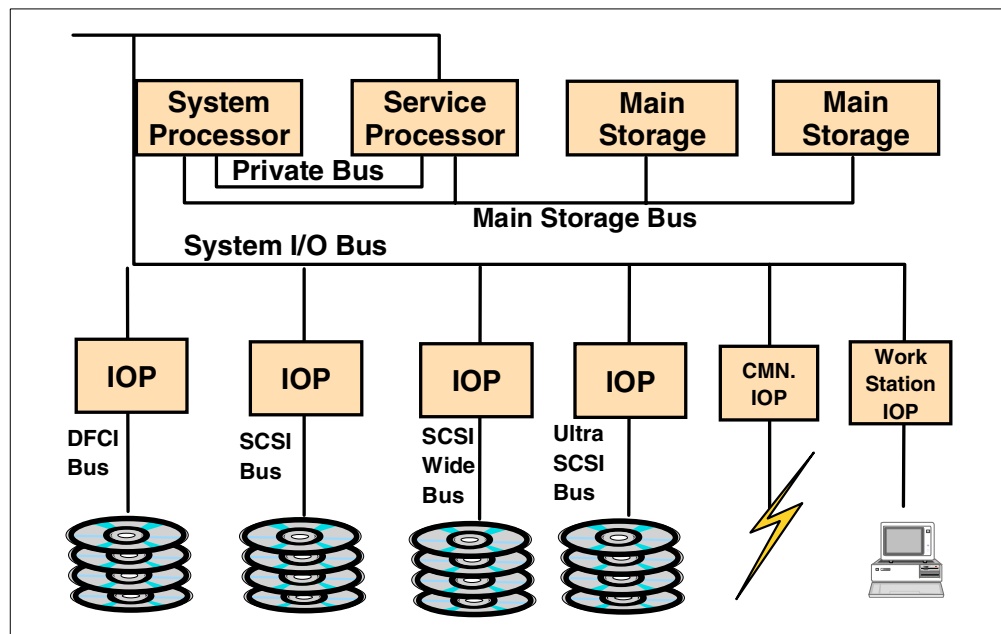 System
Processor
Service
Processor
Main
Storage
Main
Storage
Private Bus
Main Storage Bus
System I/O Bus
IOP
IOP
IOP
IOP
CMN.
IOP
Work
Station
IOP
DFCI
Bus
SCSI
Bus
SCSI
Wide
Bus
Ultra
SCSI
Bus